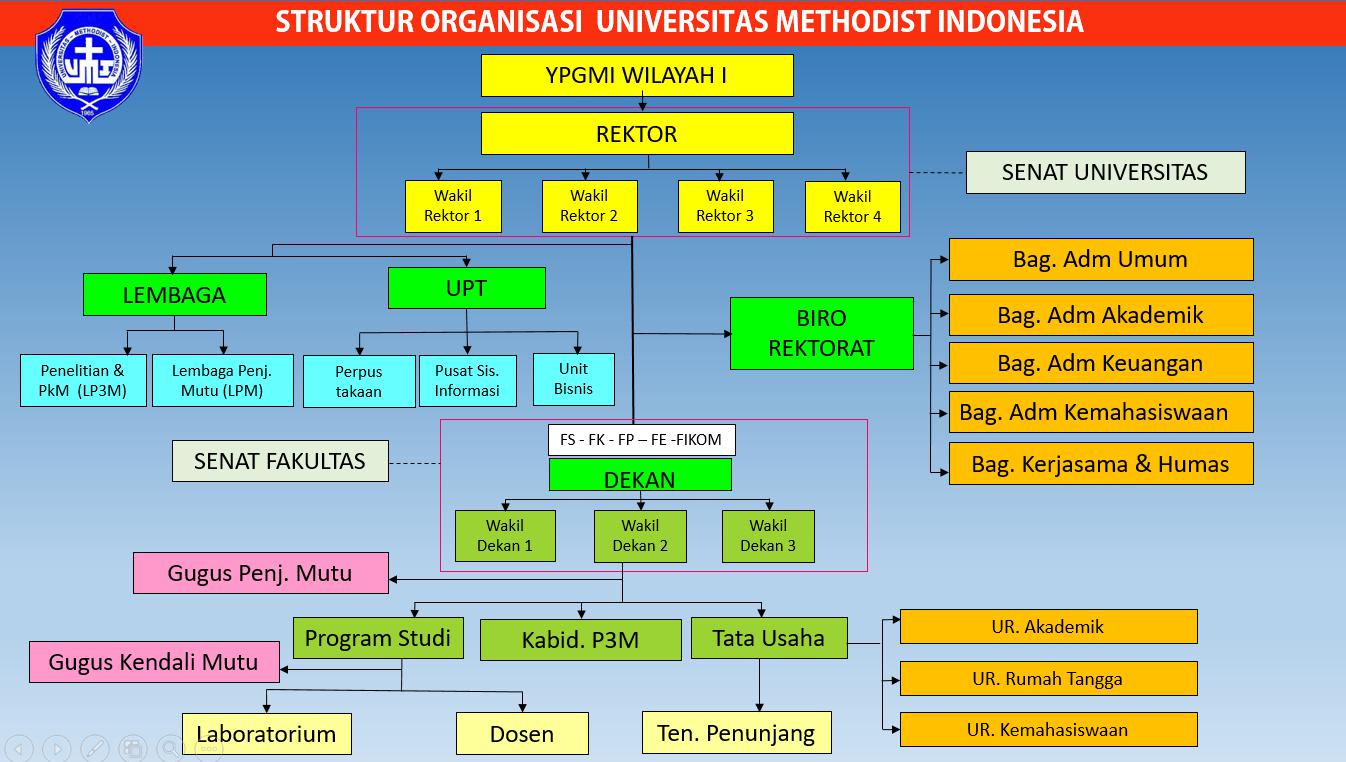 STRUKTUR ORGANISASI UNIVERSITAS METHODIST INDONESIA
UNIVERSITAS – METHODIST – INDONESIA
UMI
1965
YPGMI WILAYAH I
REKTOR
Wakil
Rektor 1
Wakil
Rektor 2
Wakil
Rektor 3
Wakil
Rektor 4
SENAT UNIVERSITAS
LEMBAGA
UPT
Penelitian &
PkM (LP3M)
Lembaga Penj.
Mutu (LPM)
Perpus
takaan
Pusat Sis.
Informasi
Unit
Bisnis
BIRO
REKTORAT
Bag. Adm Umum
Bag. Adm Akademik
Bag. Adm Keuangan
Bag. Adm Kemahasiswaan
Bag. Kerjasama & Humas
SENAT FAKULTAS
FS - FK - FP – FE -FIKOM
DEKAN
Wakil
Dekan 1
Wakil
Dekan 2
Wakil
Dekan 3
Gugus Penj. Mutu
Program Studi
Kabid. P3M
Tata Usaha
Gugus Kendali Mutu
UR. Akademik
UR. Rumah Tangga
UR. Kemahasiswaan
Laboratorium
Dosen
Ten. Penunjang